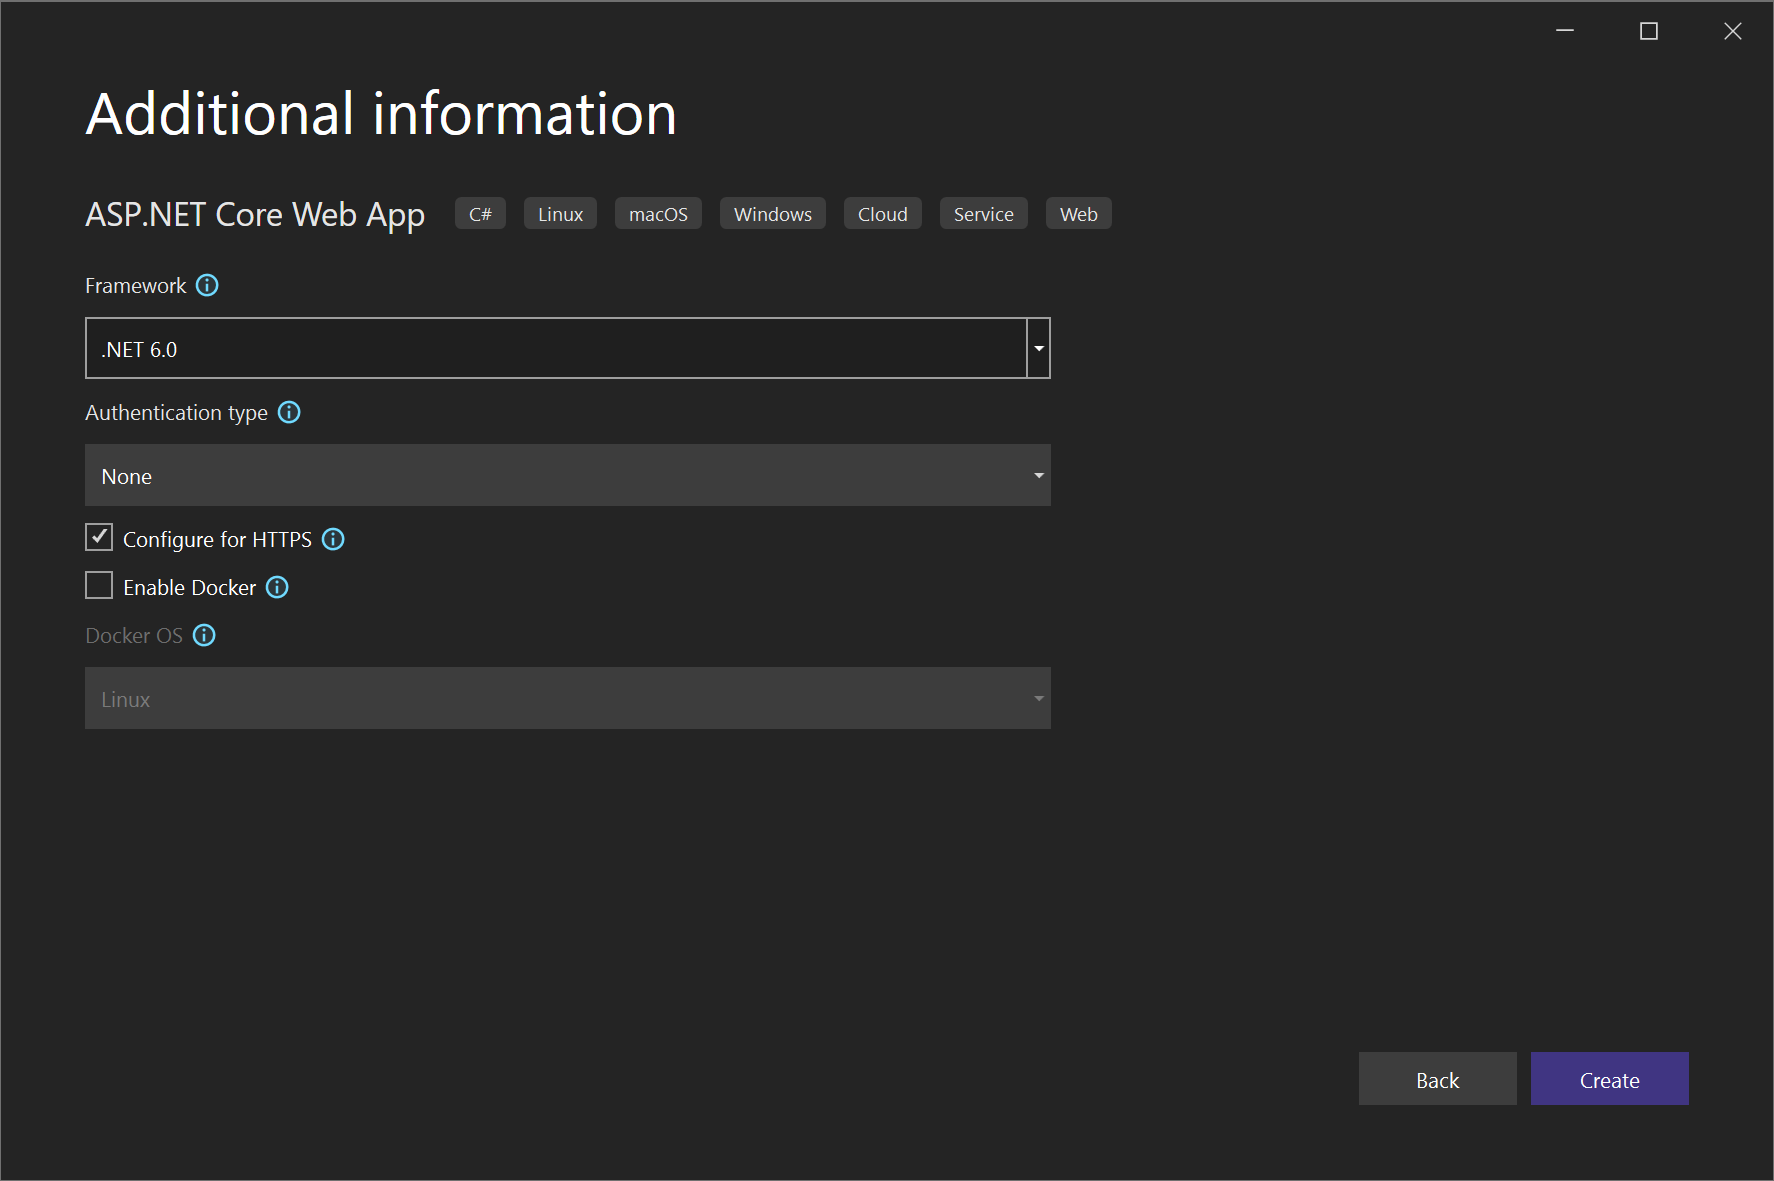 Additional information
ASP.NET Core Web App C# Linux macOS Windows Cloud Service Web
Framework
.NET 6.0
Authentication type
None
Configure for HTTPS
Enable Docker
Docker OS
Linux
Back Create